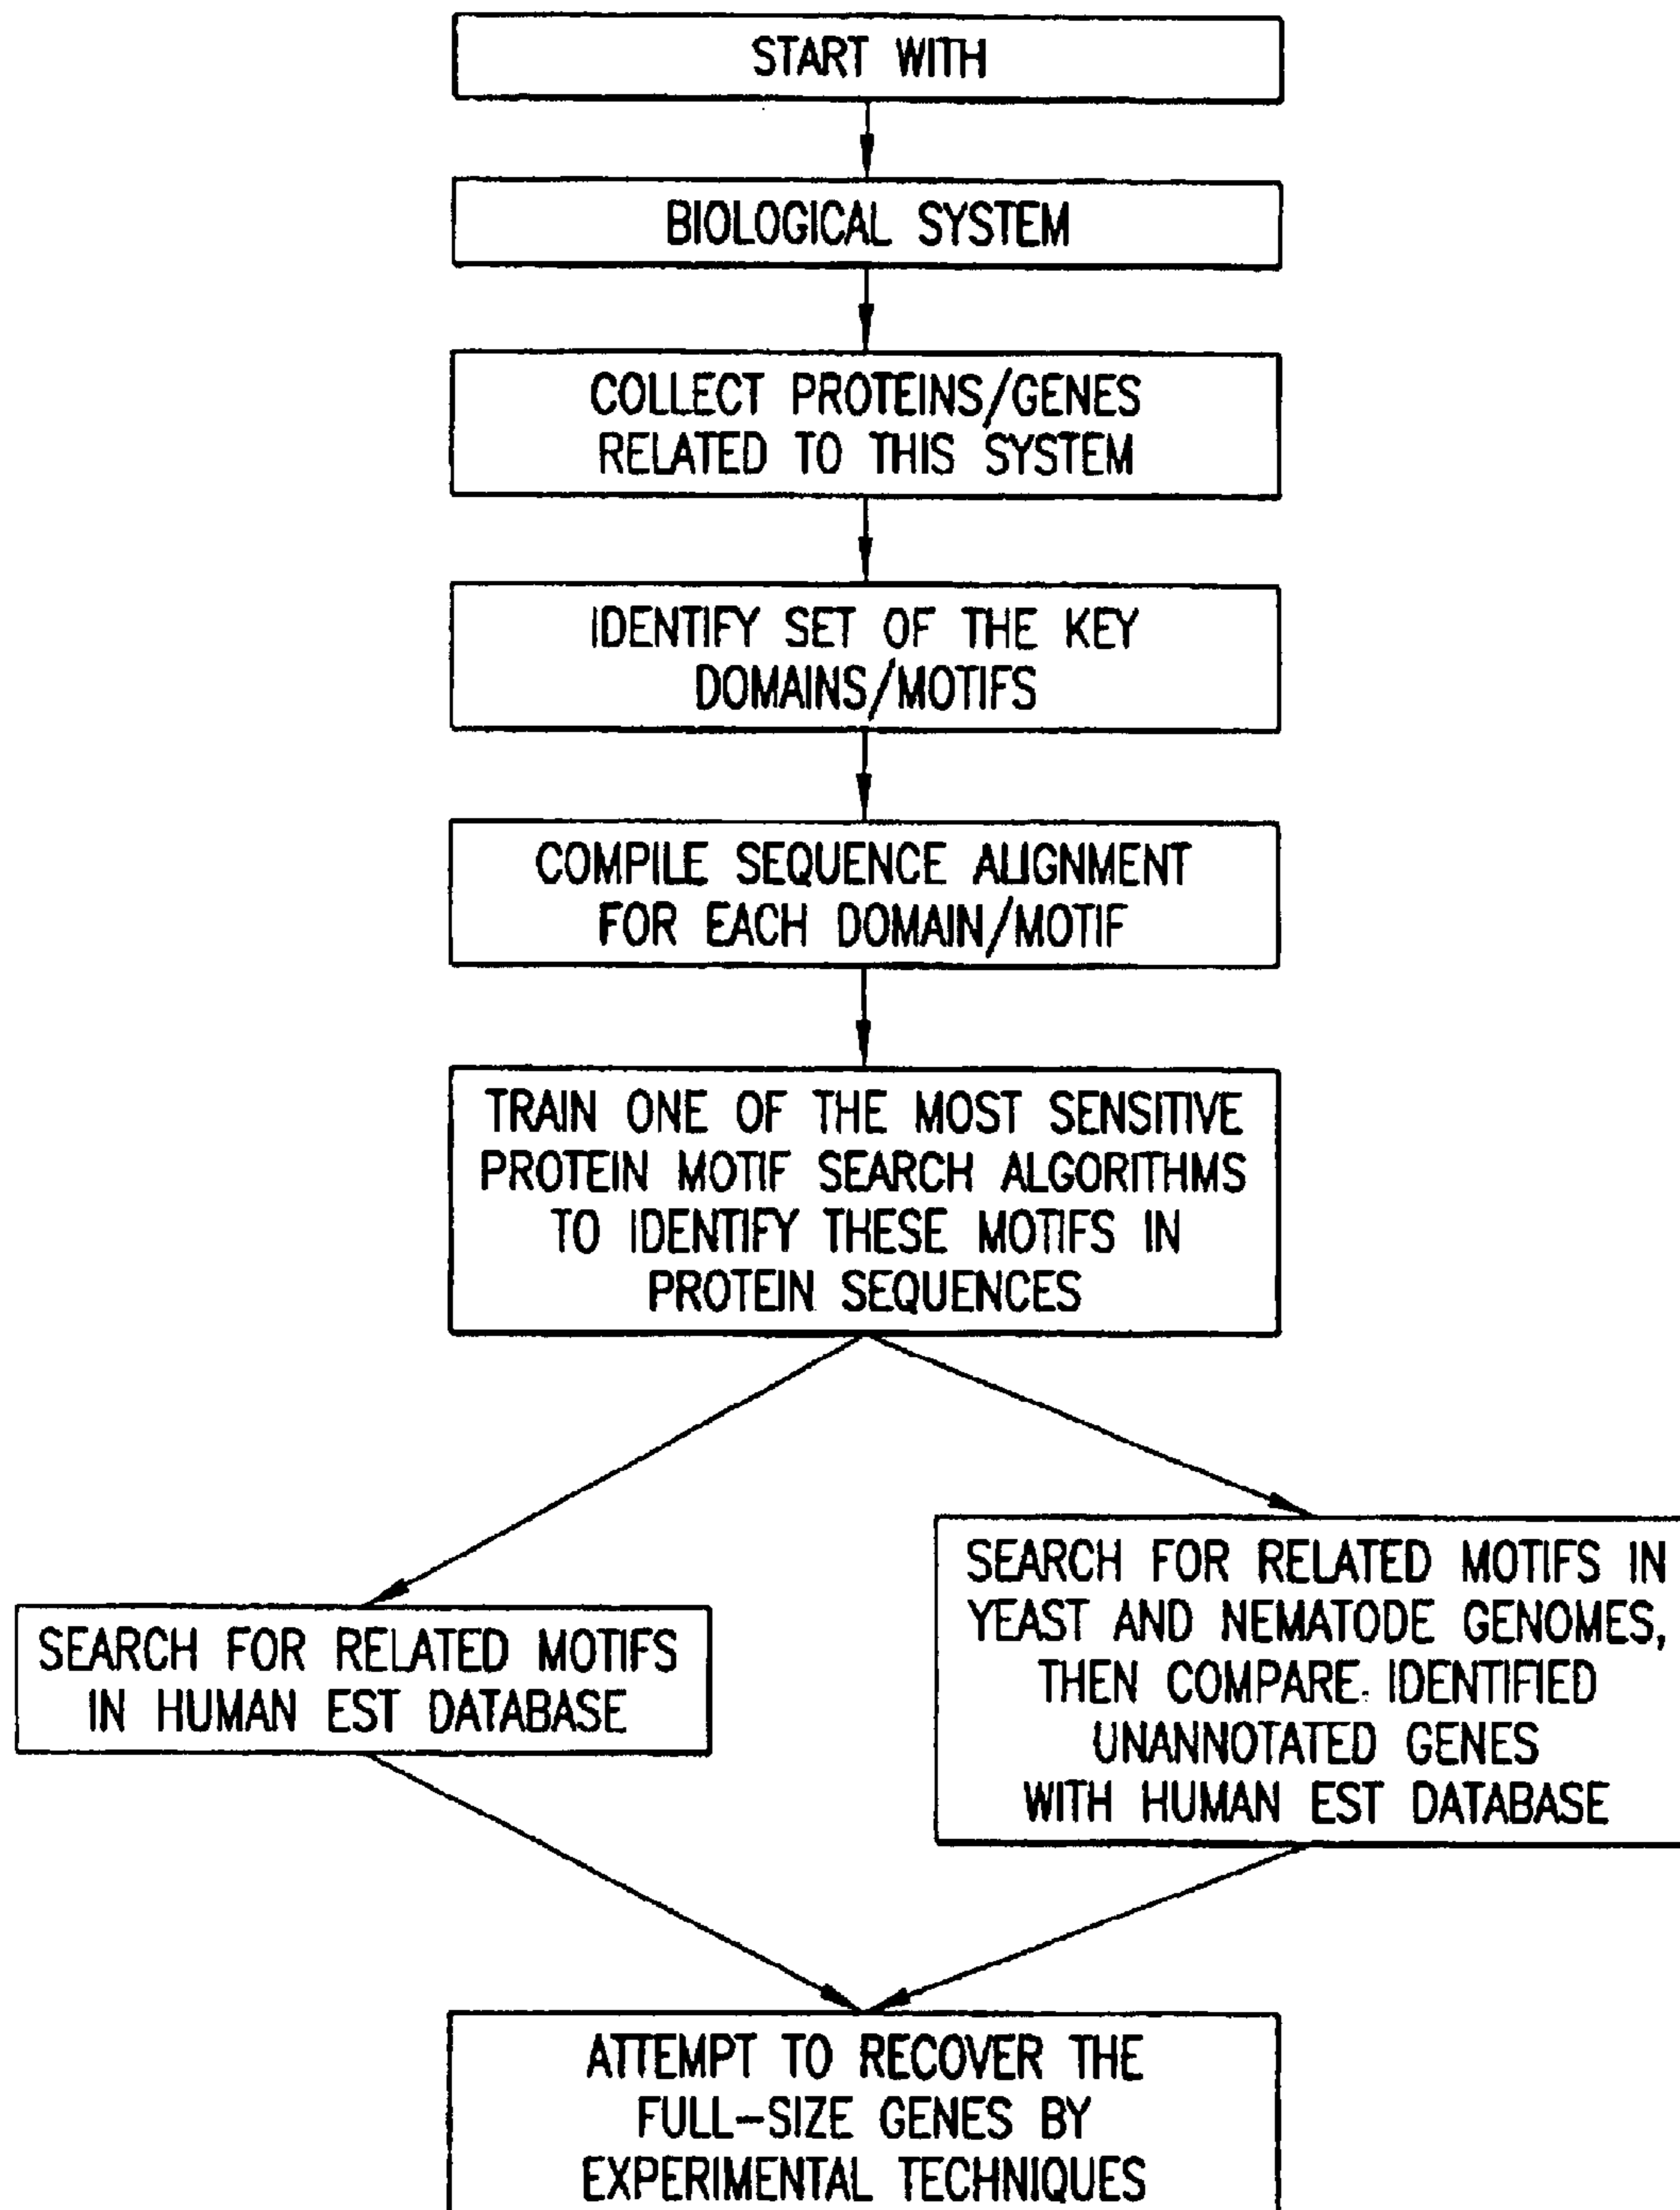 START WITH
BIOLOGICAL SYSTEM
COLLECT PROTEINS/GENES
RELATED TO THIS SYSTEM
IDENTIFY SET OF THE KEY
DOMAINS/MOTIFS
COMPILE SEQUENCE ALIGNMENT
FOR EACH DOMAIN/MOTIF
TRAIN ONE OF THE MOST SENSITIVE
PROTEIN MOTIF SEARCH ALGORITHMS
TO IDENTIFY THESE MOTIFS IN
PROTEIN SEQUENCES
SEARCH FOR RELATED MOTIFS
IN HUMAN EST DATABASE
SEARCH FOR RELATED MOTIFS IN
YEAST AND NEMATODE GENOMES,
THEN COMPARE IDENTIFIED
UNANNOTATED GENES
WITH HUMAN EST DATABASE
ATTEMPT TO RECOVER THE
FULL-SIZE GENES BY
EXPERIMENTAL TECHNIQUES